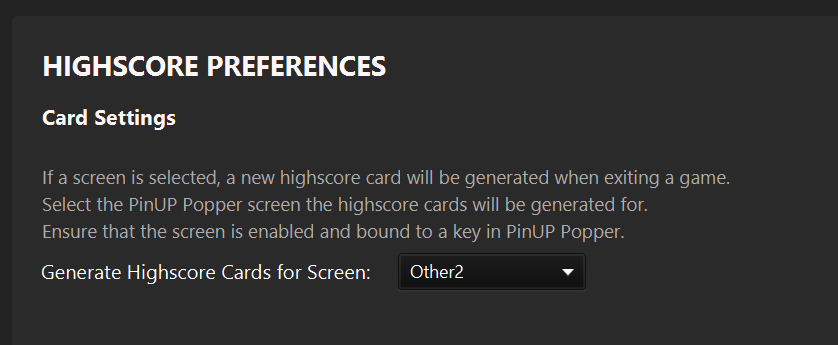 HIGHSCORE PREFERENCES
Card Settings
If a screen is selected, a new highscore card will be generated when exiting a game.
Select the PinUP Popper screen the highscore cards will be generated for.
Ensure that the screen is enabled and bound to a key in PinUP Popper.
Generate Highscore Cards for Screen: Other2